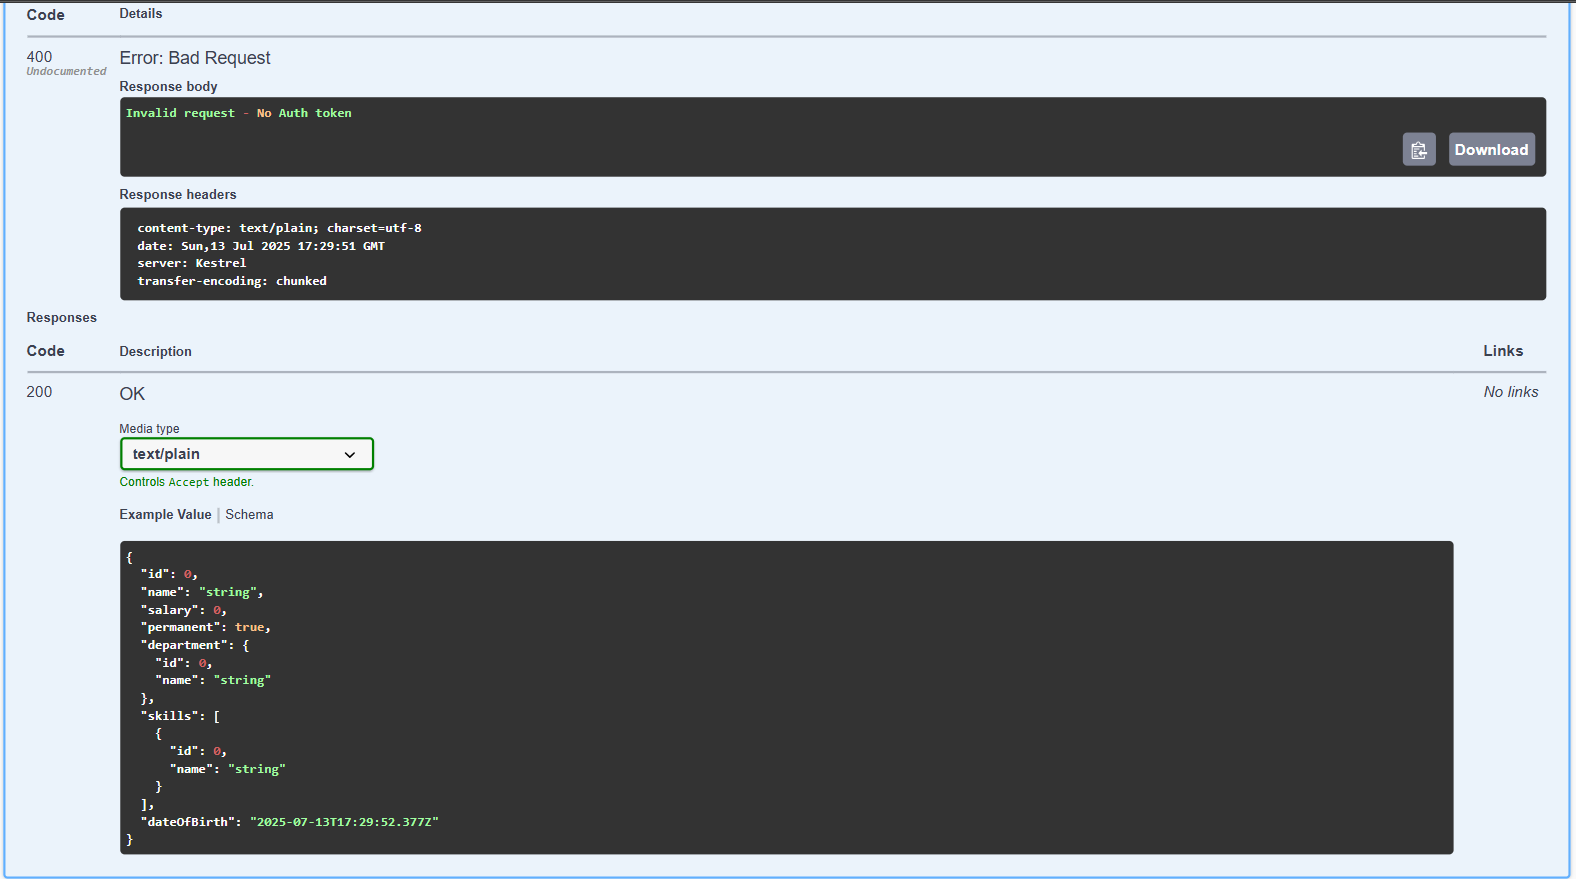 Code Details
400 Error: Bad Request
Undocumented
Response body
Invalid request - No Auth token
Download
Response headers
content-type: text/plain; charset=utf-8
date: Sun,13 Jul 2025 17:29:51 GMT
server: Kestrel
transfer-encoding: chunked
Responses
Code Description Links
200 OK No links
Media type
text/plain
Controls Accept header.
Example Value | Schema
{
  "id": 0,
  "name": "string",
  "salary": 0,
  "permanent": true,
  "department": {
    "id": 0,
    "name": "string"
  },
  "skills": [
    {
      "id": 0,
      "name": "string"
    }
  ],
  "dateOfBirth": "2025-07-13T17:29:52.377Z"
}